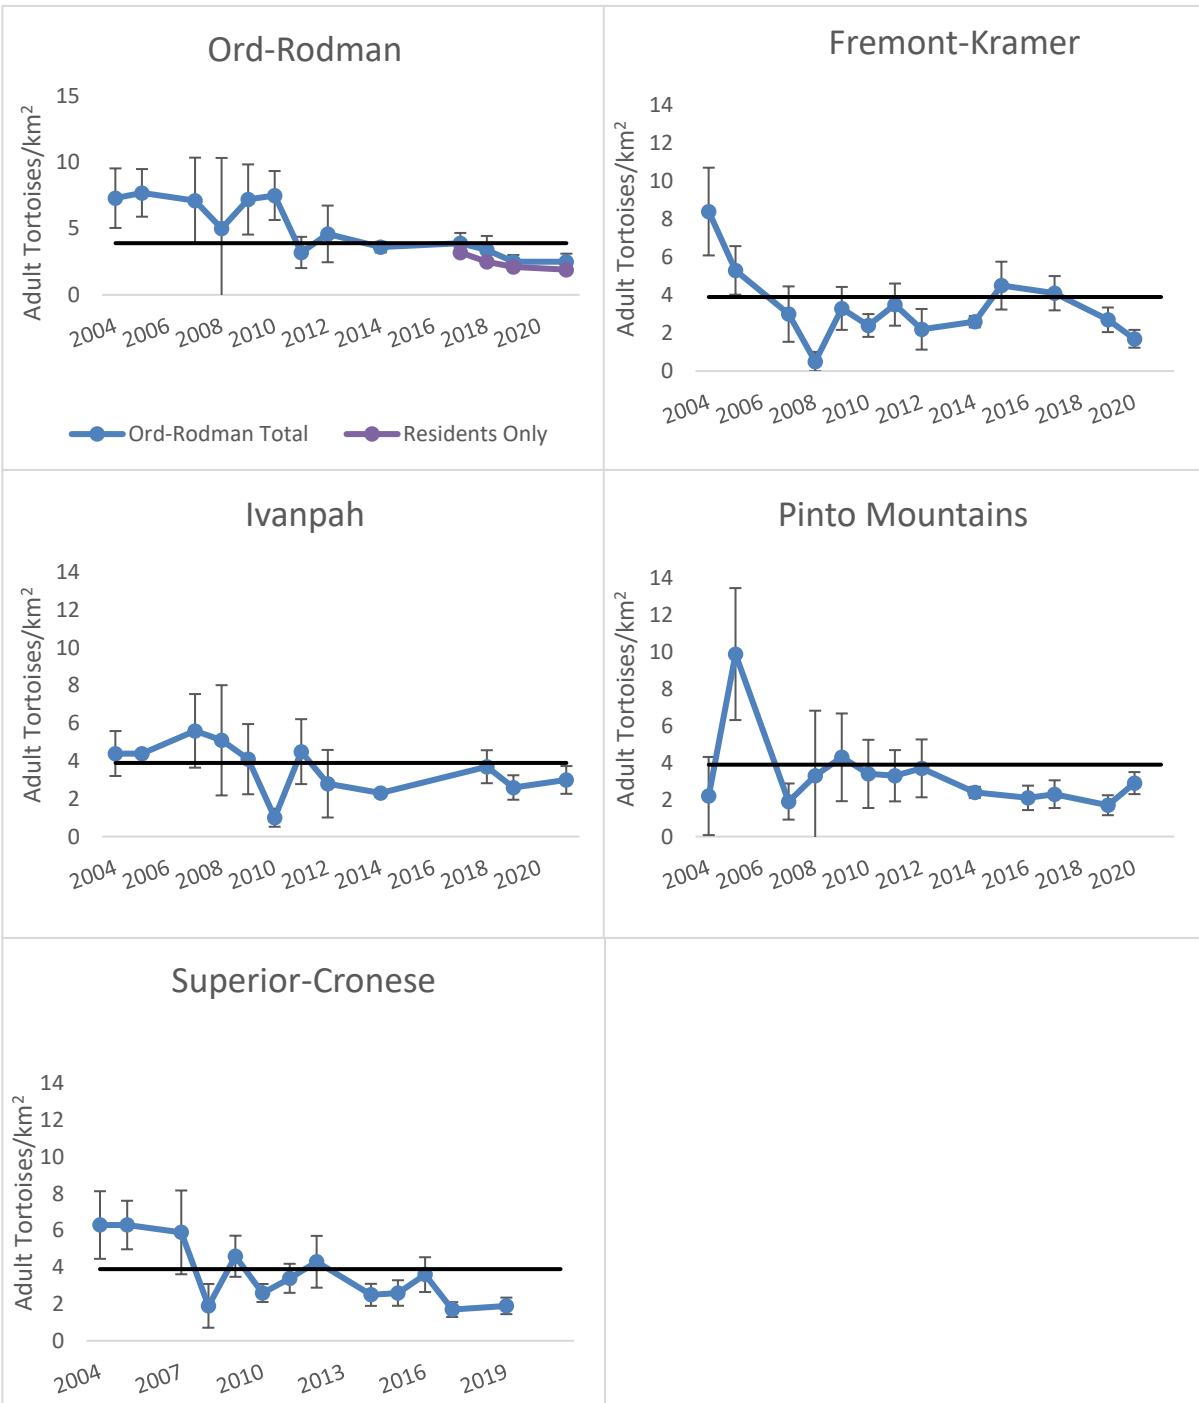 Ord-Rodman
Adult Tortoises/km²
15
10
5
0
2004 2006 2008 2010 2012 2014 2016 2018 2020
Ord-Rodman Total
Residents Only
Fremont-Kramer
Adult Tortoises/km²
14
12
10
8
6
4
2
0
2004 2006 2008 2010 2012 2014 2016 2018 2020
Ivanpah
Adult Tortoises/km²
14
12
10
8
6
4
2
0
2004 2006 2008 2010 2012 2014 2016 2018 2020
Pinto Mountains
Adult Tortoises/km²
14
12
10
8
6
4
2
0
2004 2006 2008 2010 2012 2014 2016 2018 2020
Superior-Cronese
Adult Tortoises/km²
14
12
10
8
6
4
2
0
2004 2007 2010 2013 2016 2019